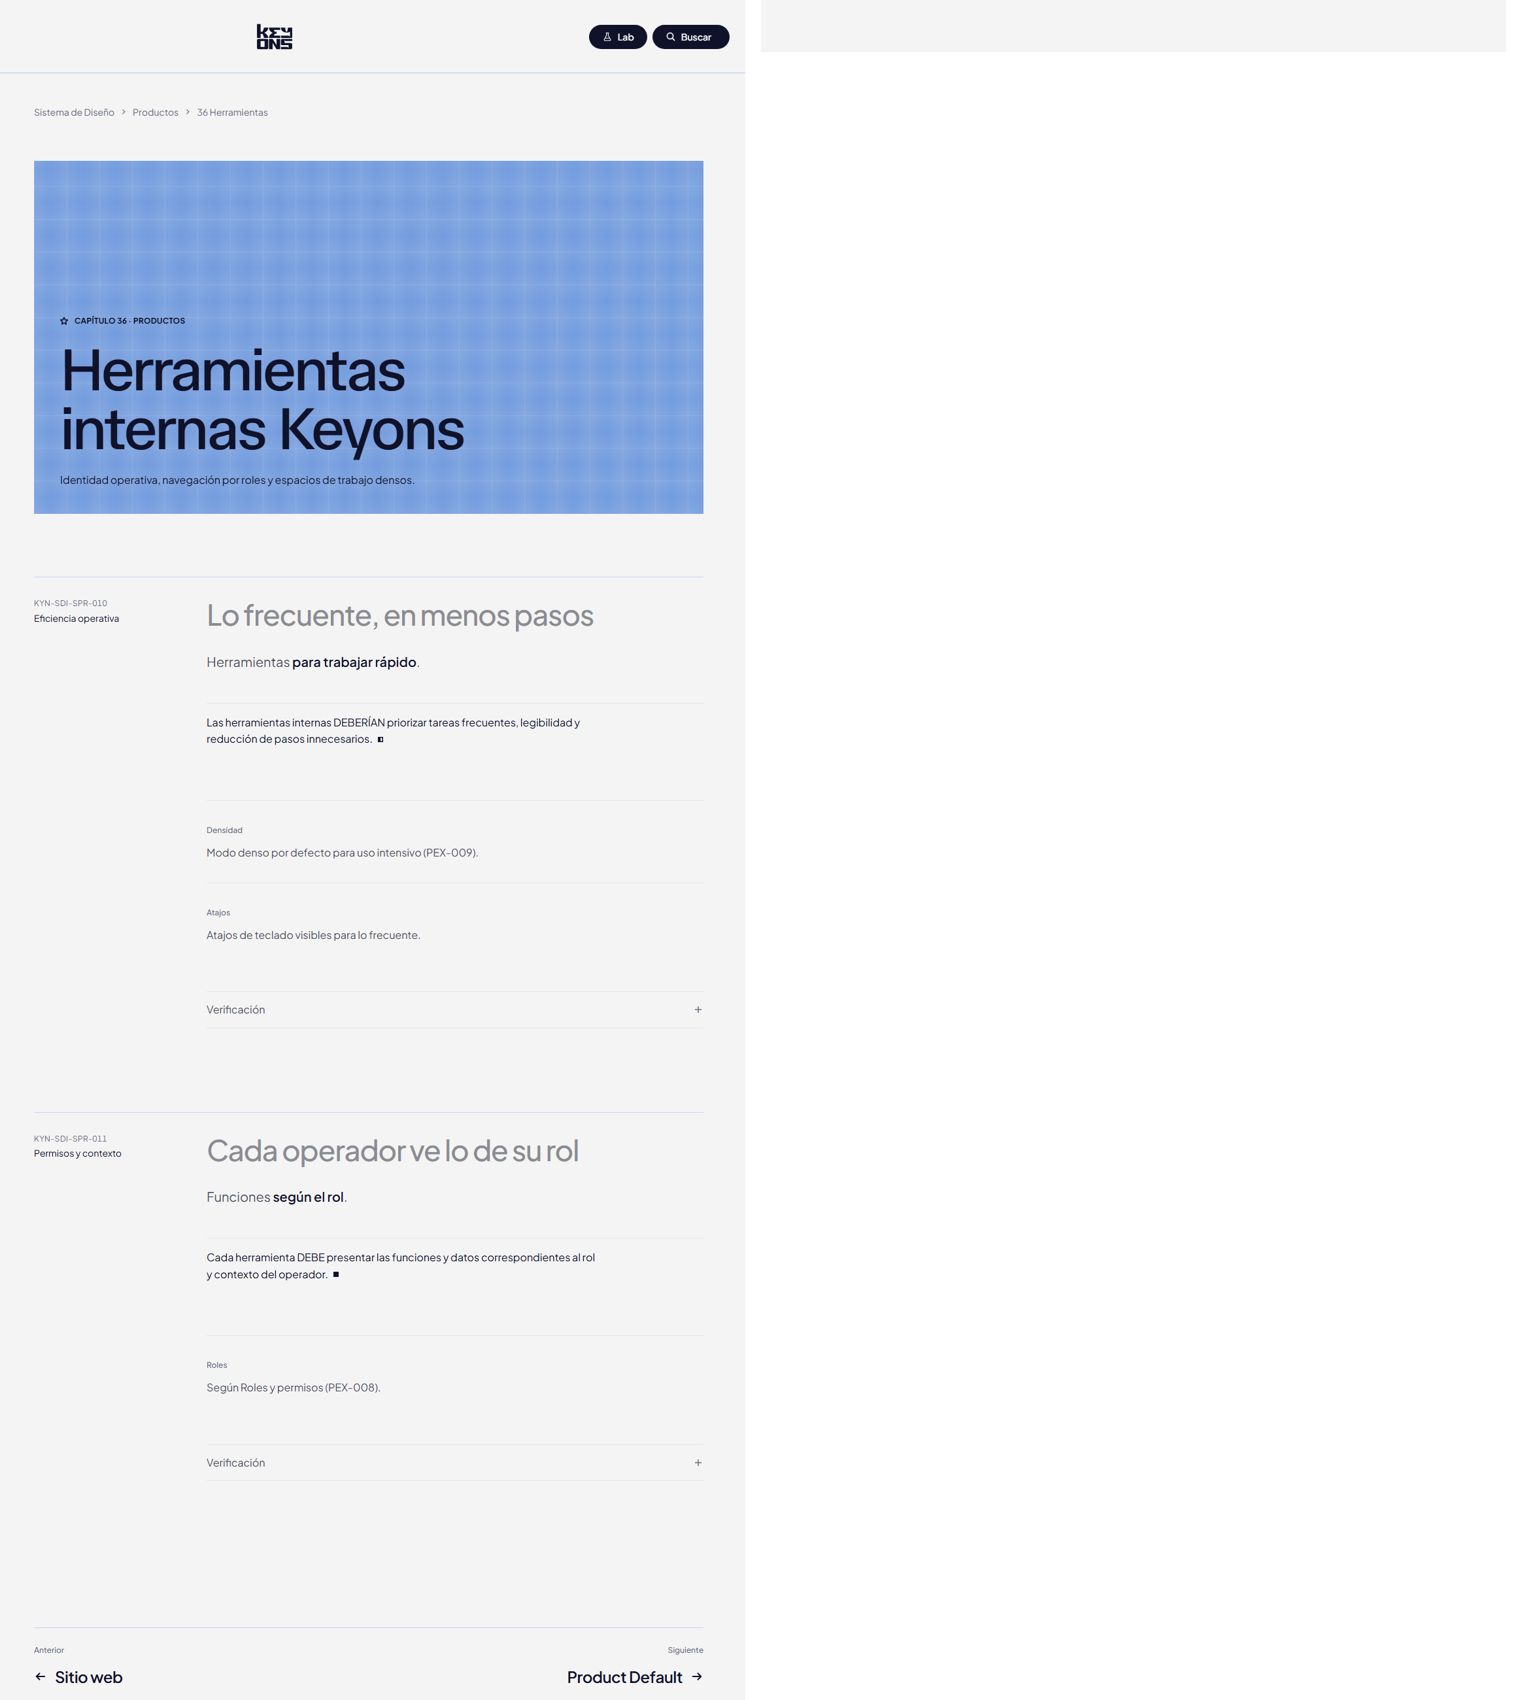 KEY
ONS
Lab
Buscar
Sistema de Diseño > Productos > 36 Herramientas
CAPÍTULO 36 · PRODUCTOS
Herramientas
internas Keyons
Identidad operativa, navegación por roles y espacios de trabajo densos.
KYN-SDI-SPR-010
Eficiencia operativa
Lo frecuente, en menos pasos
Herramientas para trabajar rápido.
Las herramientas internas DEBERÍAN priorizar tareas frecuentes, legibilidad y
reducción de pasos innecesarios.
Densidad
Modo denso por defecto para uso intensivo (PEX-009).
Atajos
Atajos de teclado visibles para lo frecuente.
Verificación +
KYN-SDI-SPR-011
Permisos y contexto
Cada operador ve lo de su rol
Funciones según el rol.
Cada herramienta DEBE presentar las funciones y datos correspondientes al rol
y contexto del operador.
Roles
Según Roles y permisos (PEX-008).
Verificación +
Anterior
← Sitio web
Siguiente
Product Default →